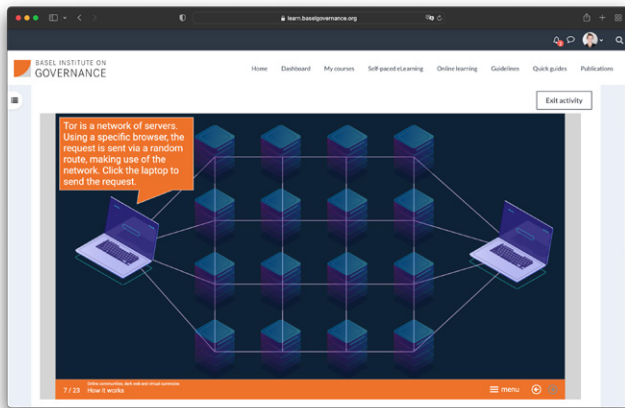 learn.baselgovernance.org
BASEL INSTITUTE ON
GOVERNANCE
Home Dashboard My courses Self-paced eLearning Online learning Guidelines Quick guides Publications
Exit activity
Tor is a network of servers.
Using a specific browser, the
request is sent via a random
route, making use of the
network. Click the laptop to
send the request.
7 / 23
Online communities, dark web and virtual currencies
How it works
menu